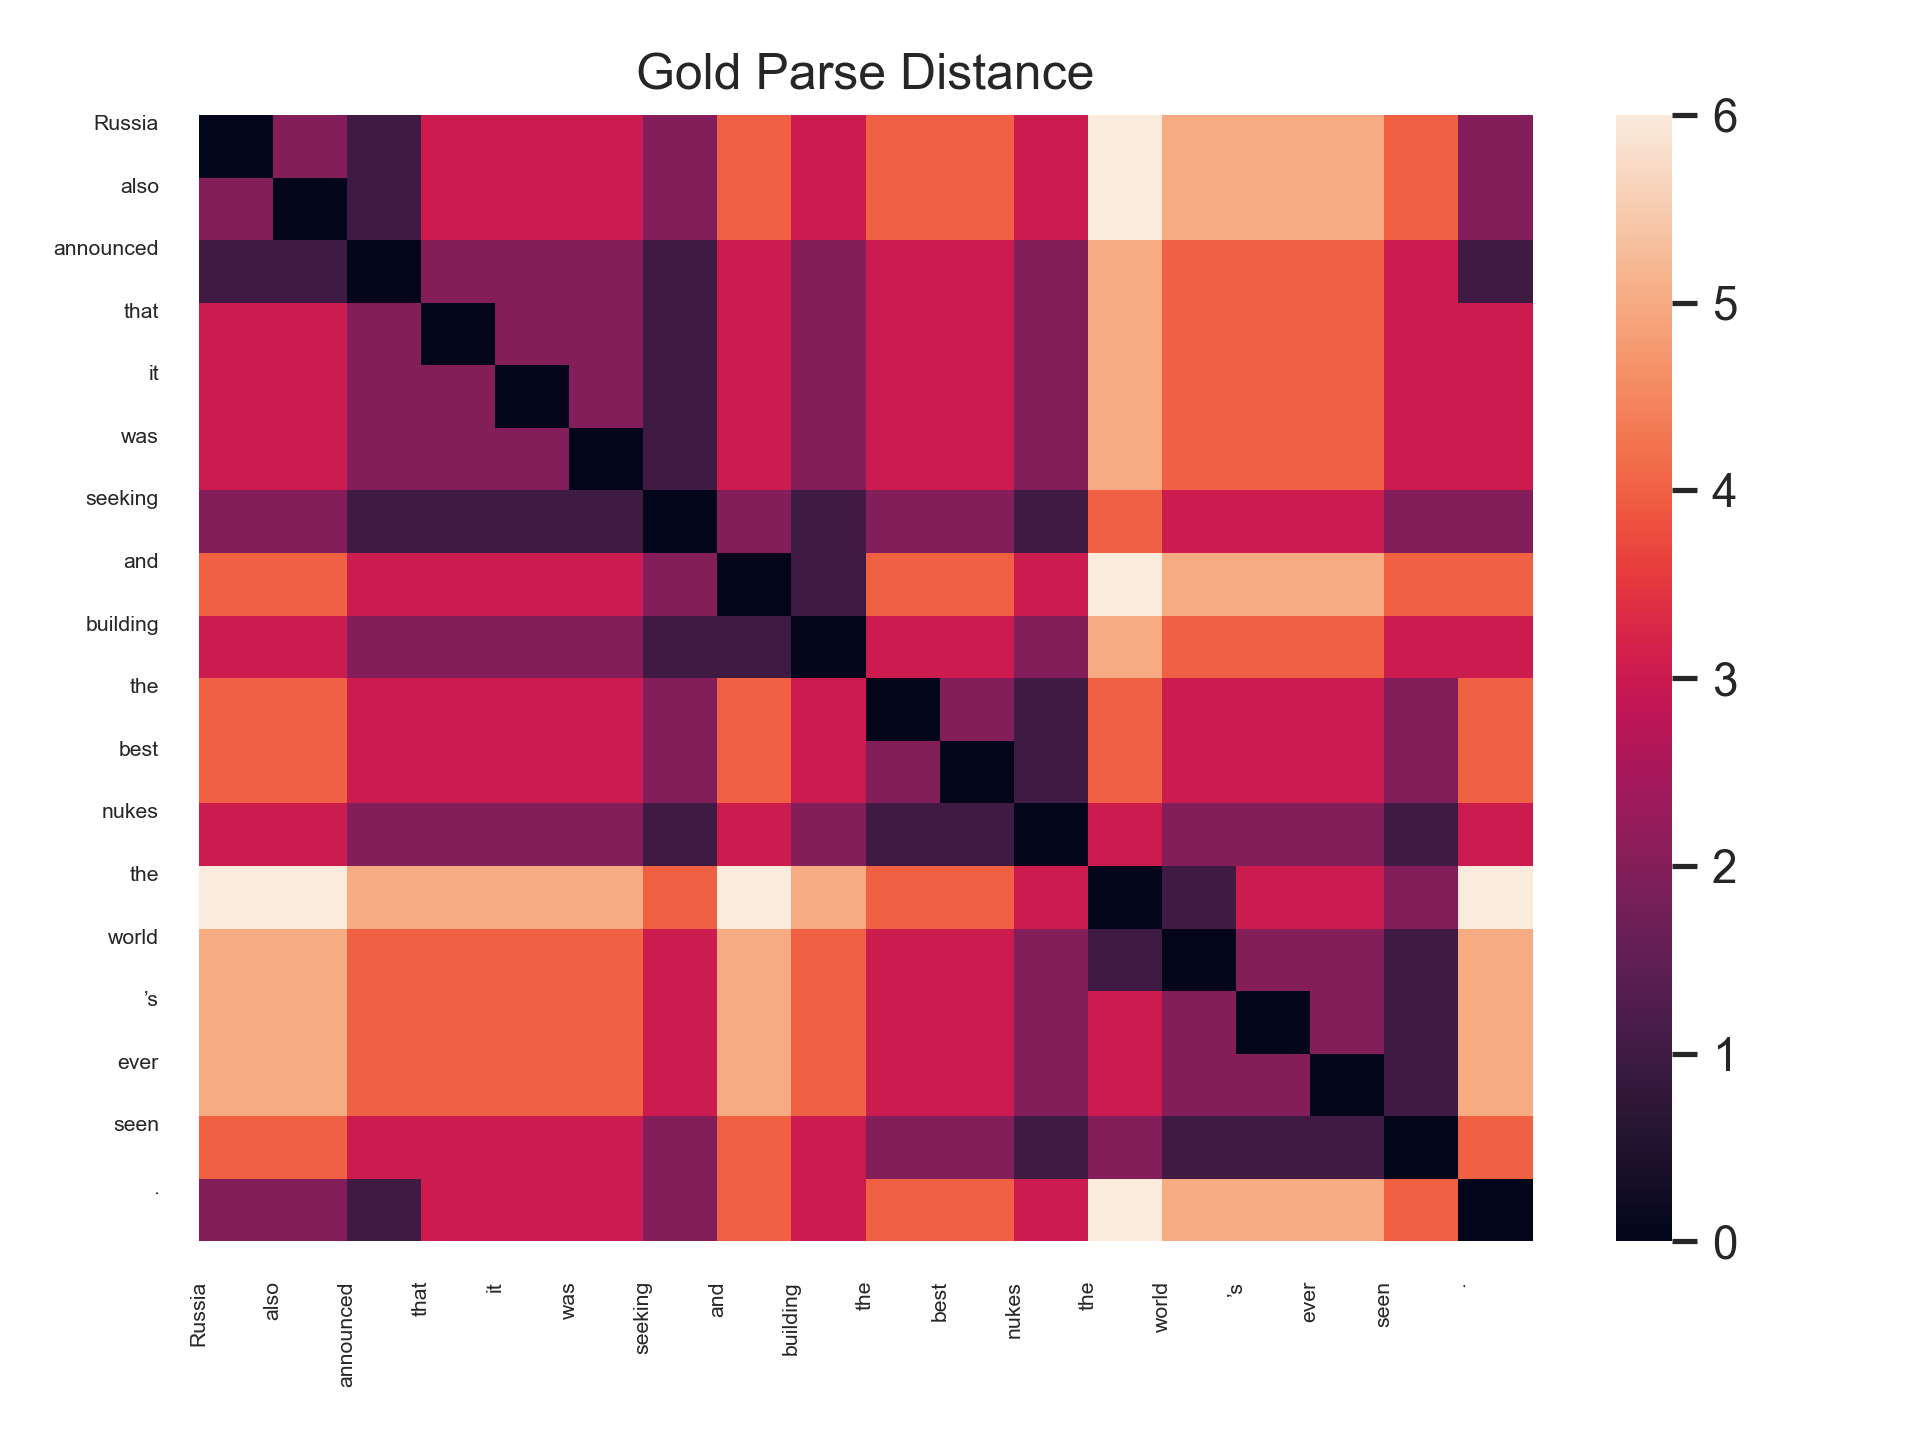 Gold Parse Distance
Russia
also
announced
that
it
was
seeking
and
building
the
best
nukes
the
world
’s
ever
seen
.
6
5
4
3
2
1
0
Russia
also
announced
that
it
was
seeking
and
building
the
best
nukes
the
world
’s
ever
seen
.